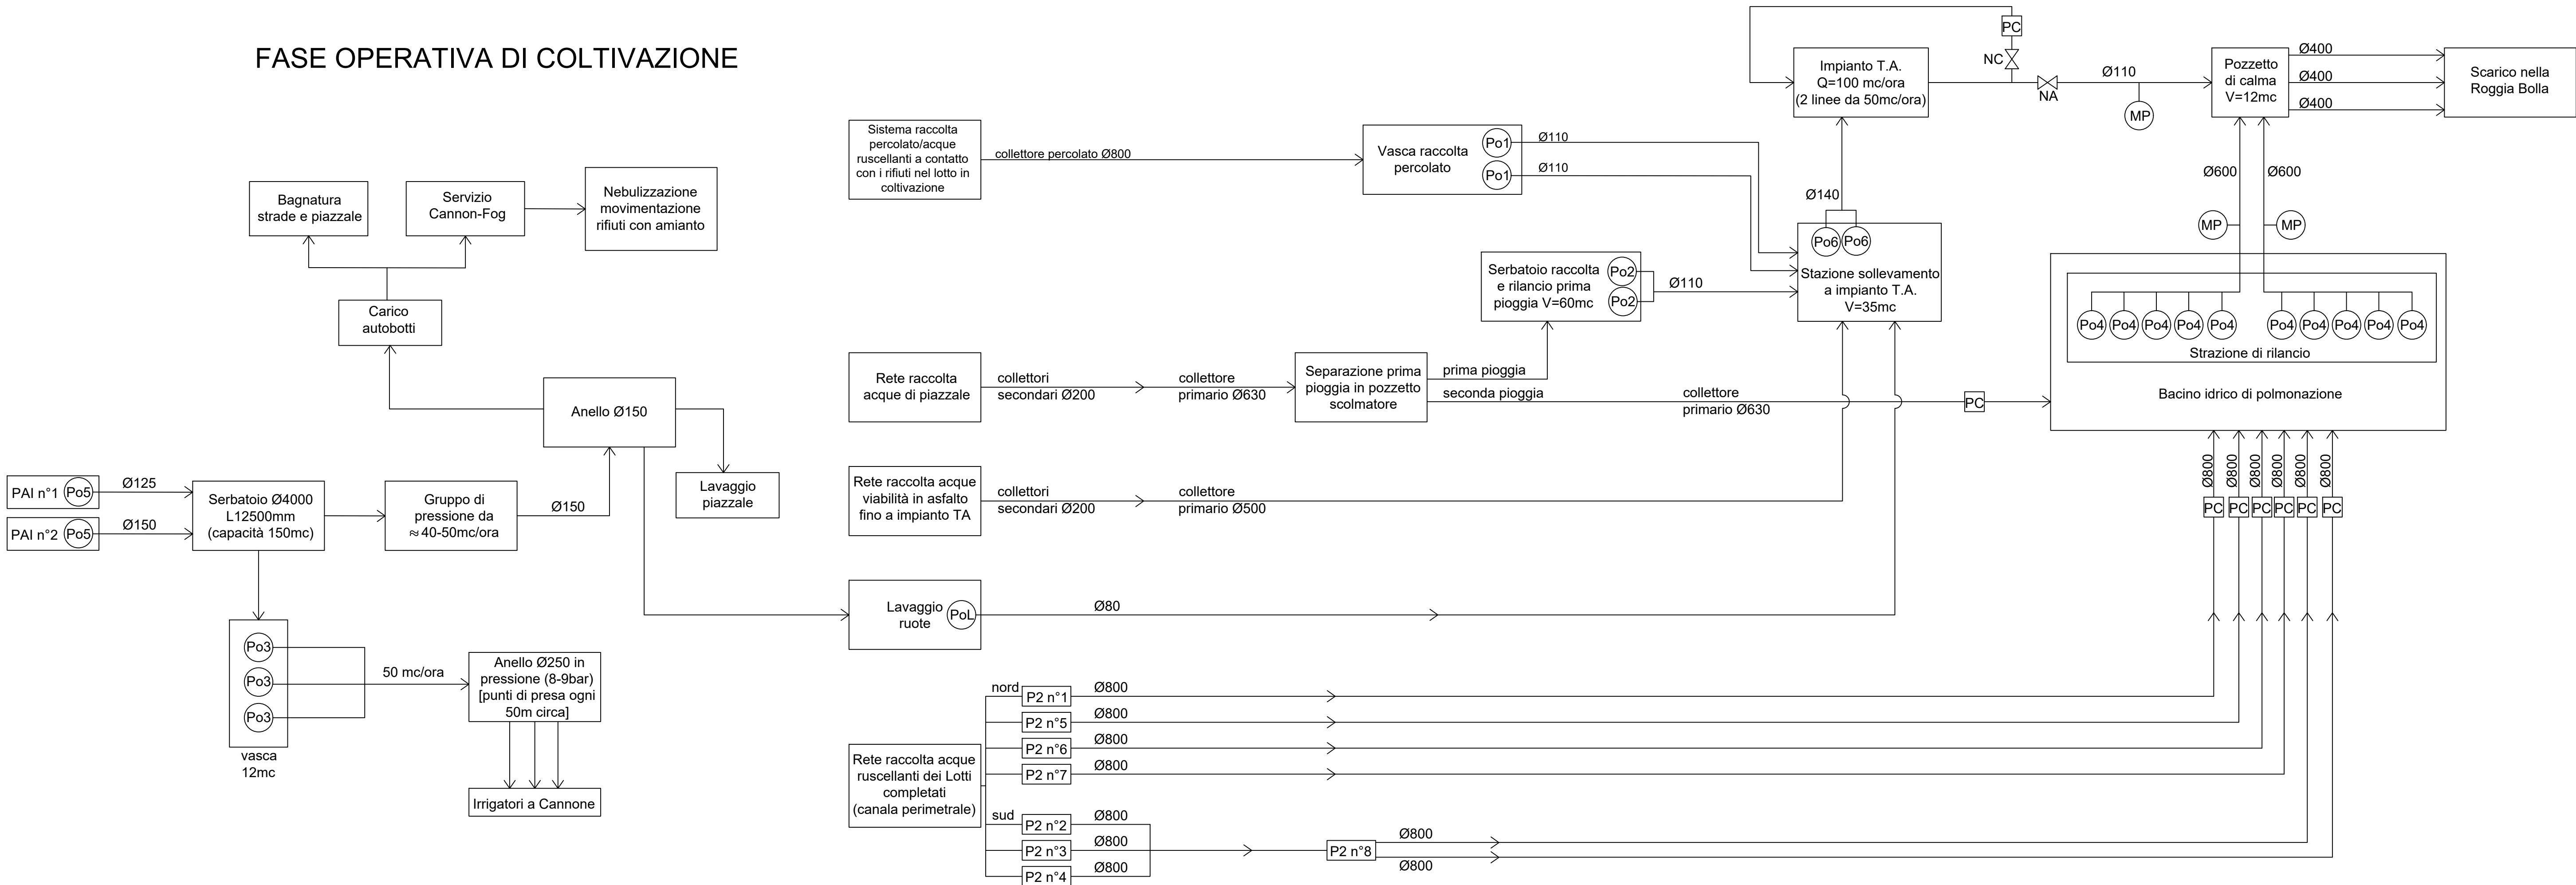 FASE OPERATIVA DI COLTIVAZIONE
Bagnatura
strade e piazzale
Servizio
Cannon-Fog
Nebulizzazione
movimentazione
rifiuti con amianto
Carico
autobotti
Anello Ø150
Lavaggio
piazzale
PAI n°1
Po5
Ø125
PAI n°2
Po5
Ø150
Serbatoio Ø4000
L12500mm
(capacità 150mc)
Gruppo di
pressione da
≈40-50mc/ora
Ø150
Po3
Po3
Po3
vasca
12mc
50 mc/ora
Anello Ø250 in
pressione (8-9bar)
[punti di presa ogni
50m circa]
Irrigatori a Cannone
Sistema raccolta
percolato/acque
ruscellanti a contatto
con i rifiuti nel lotto in
coltivazione
collettore percolato Ø800
Vasca raccolta
percolato
Po1
Po1
Ø110
Ø110
Serbatoio raccolta
e rilancio prima
pioggia V=60mc
Po2
Po2
Ø110
Rete raccolta
acque di piazzale
collettori
secondari Ø200
collettore
primario Ø630
Separazione prima
pioggia in pozzetto
scolmatore
prima pioggia
seconda pioggia
collettore
primario Ø630
PC
Rete raccolta acque
viabilità in asfalto
fino a impianto TA
collettori
secondari Ø200
collettore
primario Ø500
Lavaggio
ruote
PoL
Ø80
Impianto T.A.
Q=100 mc/ora
(2 linee da 50mc/ora)
PC
NC
NA
Ø110
MP
Ø140
Po6
Po6
Stazione sollevamento
a impianto T.A.
V=35mc
Pozzetto
di calma
V=12mc
Ø400
Ø400
Ø400
Scarico nella
Roggia Bolla
Ø600
Ø600
MP
MP
Po4
Po4
Po4
Po4
Po4
Po4
Po4
Po4
Po4
Po4
Strazione di rilancio
Bacino idrico di polmonazione
Ø800
Ø800
Ø800
Ø800
Ø800
Ø800
PC
PC
PC
PC
PC
PC
Rete raccolta acque
ruscellanti dei Lotti
completati
(canala perimetrale)
nord
P2 n°1
Ø800
P2 n°5
Ø800
P2 n°6
Ø800
P2 n°7
Ø800
sud
P2 n°2
Ø800
P2 n°3
Ø800
P2 n°4
Ø800
P2 n°8
Ø800
Ø800